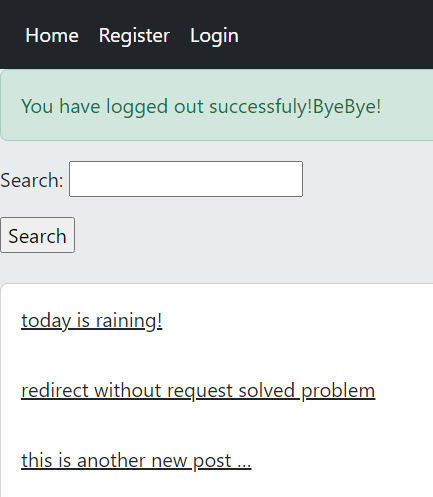 Home Register Login
You have logged out successfuly!ByeBye!
Search:
Search
today is raining!
redirect without request solved problem
this is another new post ...